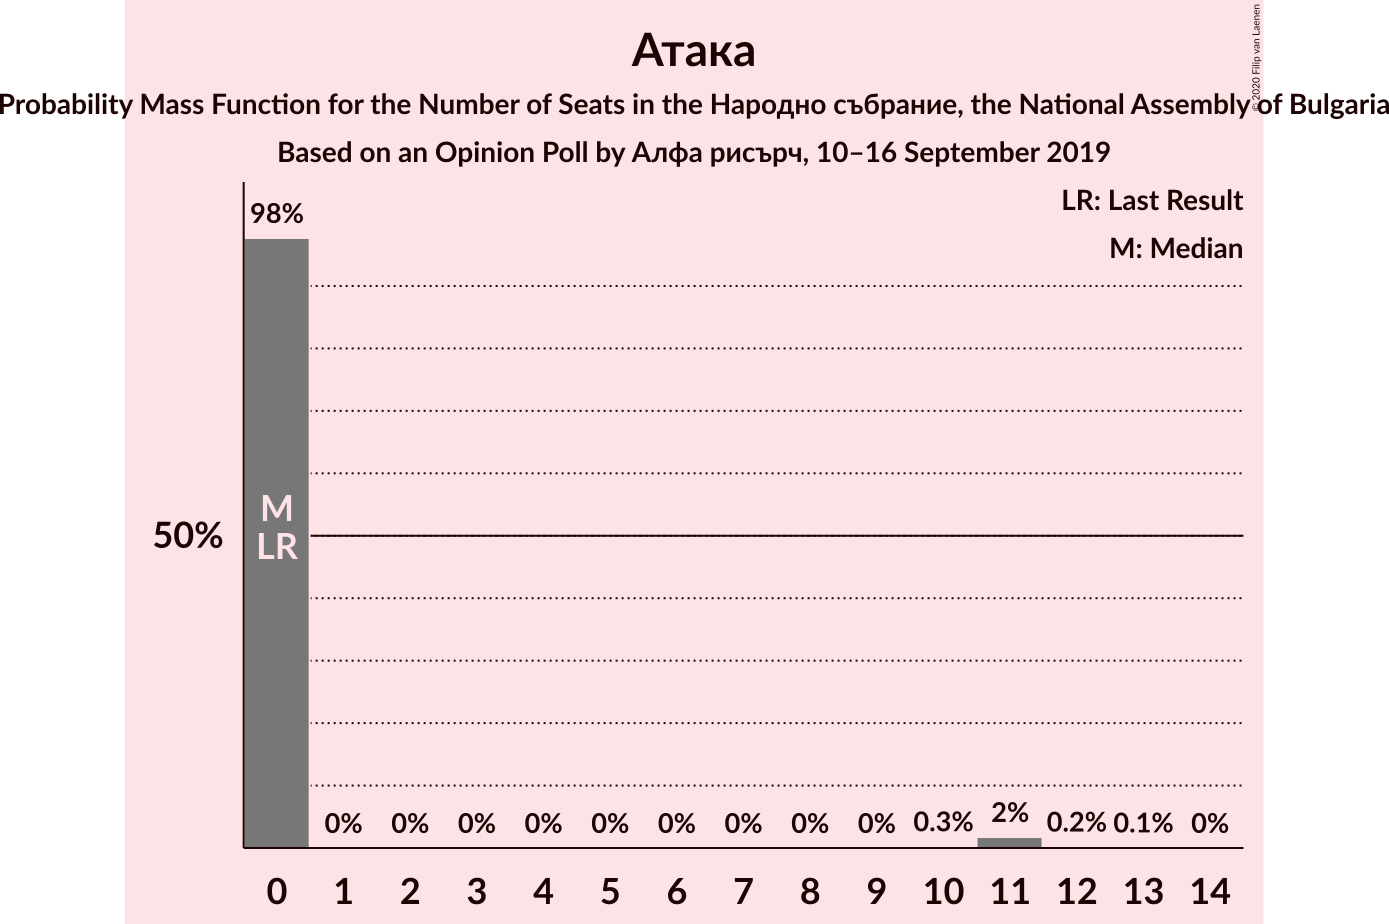 Атака
Probability Mass Function for the Number of Seats in the Народно събрание, the National Assembly of Bulgaria
Based on an Opinion Poll by Алфа рисърч, 10–16 September 2019
© 2020 Filip van Laenen
LR: Last Result
M: Median
98%
M
50%
LR
0% 0% 0% 0% 0% 0% 0% 0% 0% 0.3% 2% 0.2% 0.1% 0%
0 1 2 3 4 5 6 7 8 9 10 11 12 13 14